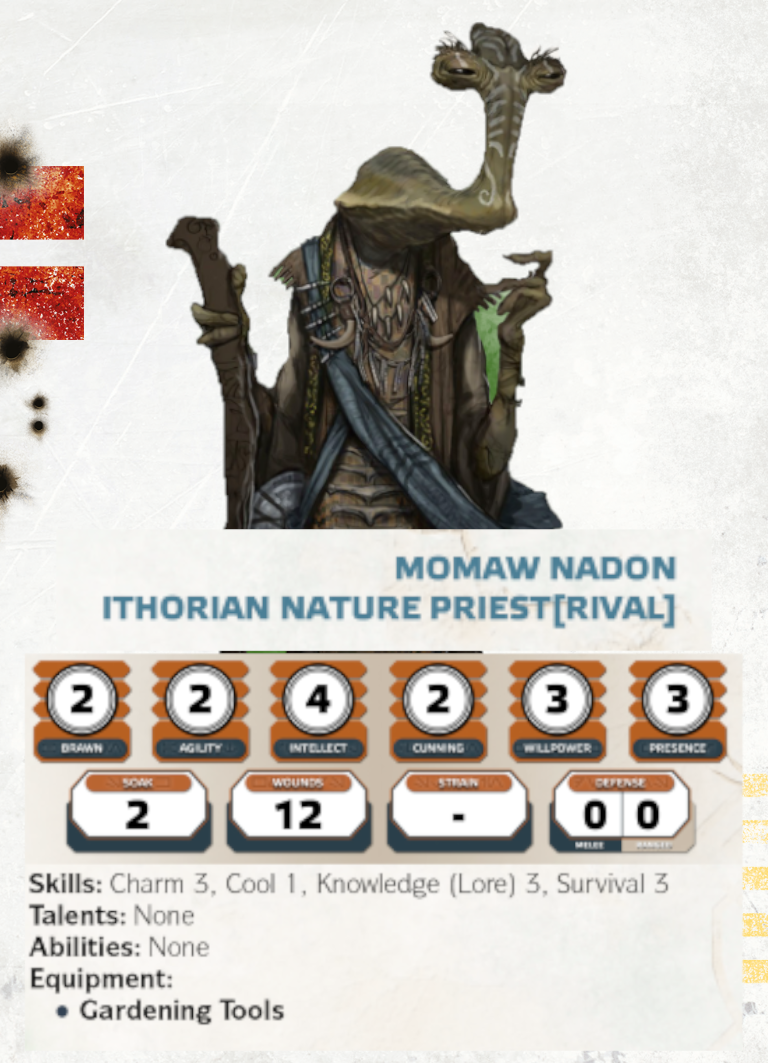 MOMAW NADON
ITHORIAN NATURE PRIEST[RIVAL]
2 2 4 2 3 3
BRAWN AGILITY INTELLECT CUNNING WILLPOWER PRESENCE
SOAK WOUNDS STRAIN DEFENSE
2 12 - 0 0
MELEE RANGED
Skills: Charm 3, Cool 1, Knowledge (Lore) 3, Survival 3
Talents: None
Abilities: None
Equipment:
• Gardening Tools